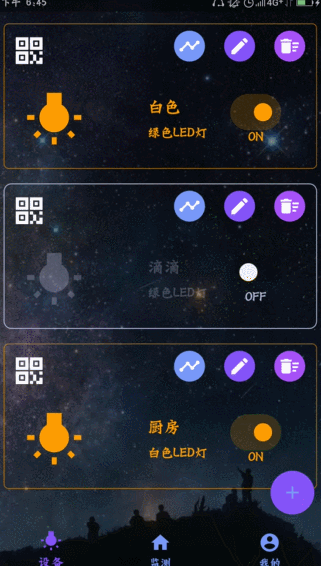 下午 6:45
4G+
白色
绿色LED灯
ON
滴滴
绿色LED灯
OFF
厨房
白色LED灯
ON
设备
监测
我的